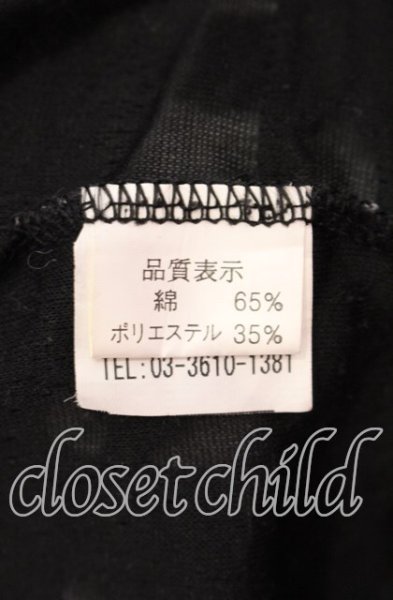 品質表示
綿 65%
ポリエステル 35%
TEL:03-3610-1381
closet child